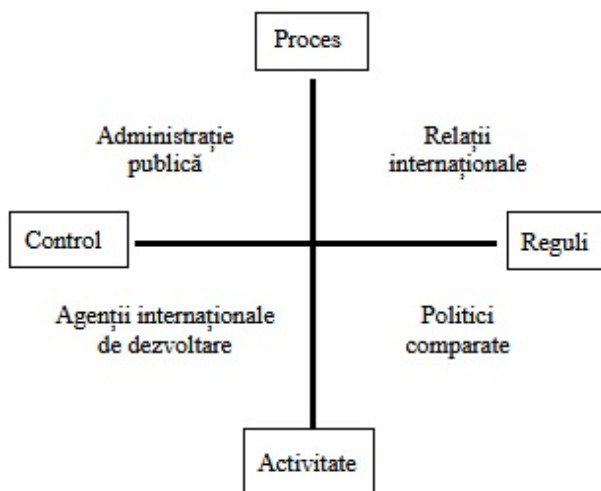 Proces
Administrație
publică
Relații
internaționale
Control
Reguli
Agenții internaționale
de dezvoltare
Politici
comparate
Activitate